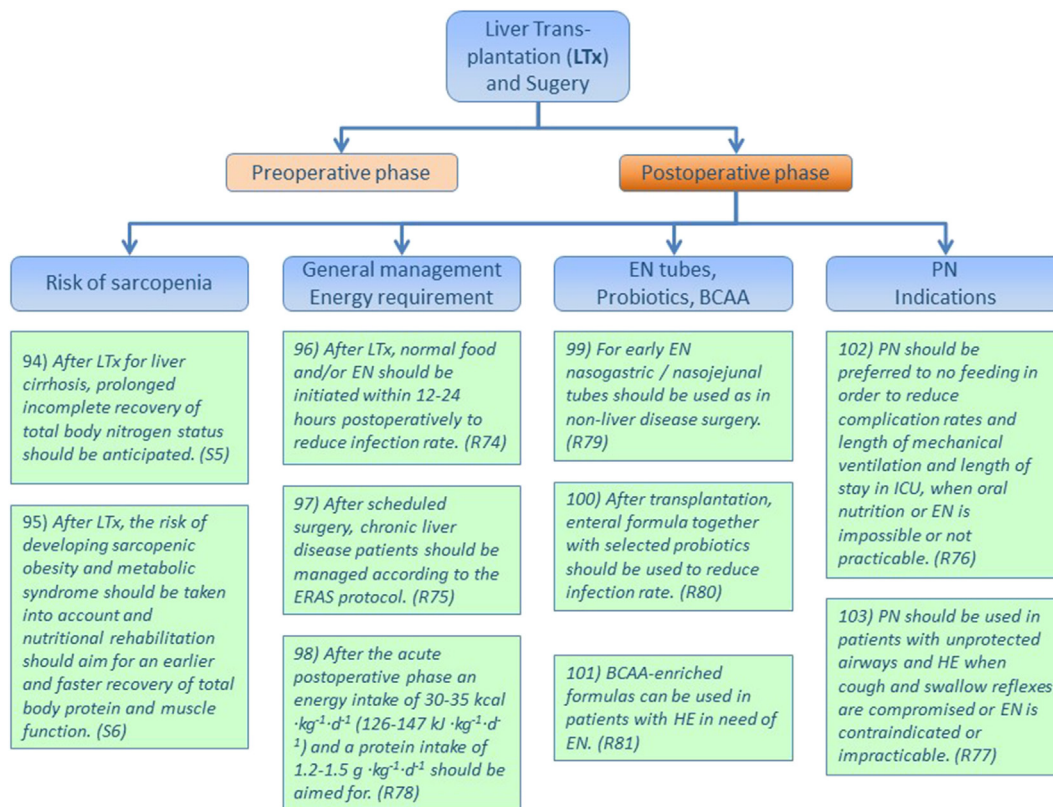 Liver Trans-
plantation (LTx)
and Sugery
Preoperative phase
Postoperative phase
Risk of sarcopenia
General management
Energy requirement
EN tubes,
Probiotics, BCAA
PN
Indications
94) After LTx for liver
cirrhosis, prolonged
incomplete recovery of
total body nitrogen status
should be anticipated. (S5)
95) After LTx, the risk of
developing sarcopenic
obesity and metabolic
syndrome should be taken
into account and
nutritional rehabilitation
should aim for an earlier
and faster recovery of total
body protein and muscle
function. (S6)
96) After LTx, normal food
and/or EN should be
initiated within 12-24
hours postoperatively to
reduce infection rate. (R74)
97) After scheduled
surgery, chronic liver
disease patients should be
managed according to the
ERAS protocol. (R75)
98) After the acute
postoperative phase an
energy intake of 30-35 kcal
·kg⁻¹·d⁻¹ (126-147 kJ ·kg⁻¹·d⁻
¹) and a protein intake of
1.2-1.5 g ·kg⁻¹·d⁻¹ should be
aimed for. (R78)
99) For early EN
nasogastric / nasojejunal
tubes should be used as in
non-liver disease surgery.
(R79)
100) After transplantation,
enteral formula together
with selected probiotics
should be used to reduce
infection rate. (R80)
101) BCAA-enriched
formulas can be used in
patients with HE in need of
EN. (R81)
102) PN should be
preferred to no feeding in
order to reduce
complication rates and
length of mechanical
ventilation and length of
stay in ICU, when oral
nutrition or EN is
impossible or not
practicable. (R76)
103) PN should be used in
patients with unprotected
airways and HE when
cough and swallow reflexes
are compromised or EN is
contraindicated or
impracticable. (R77)